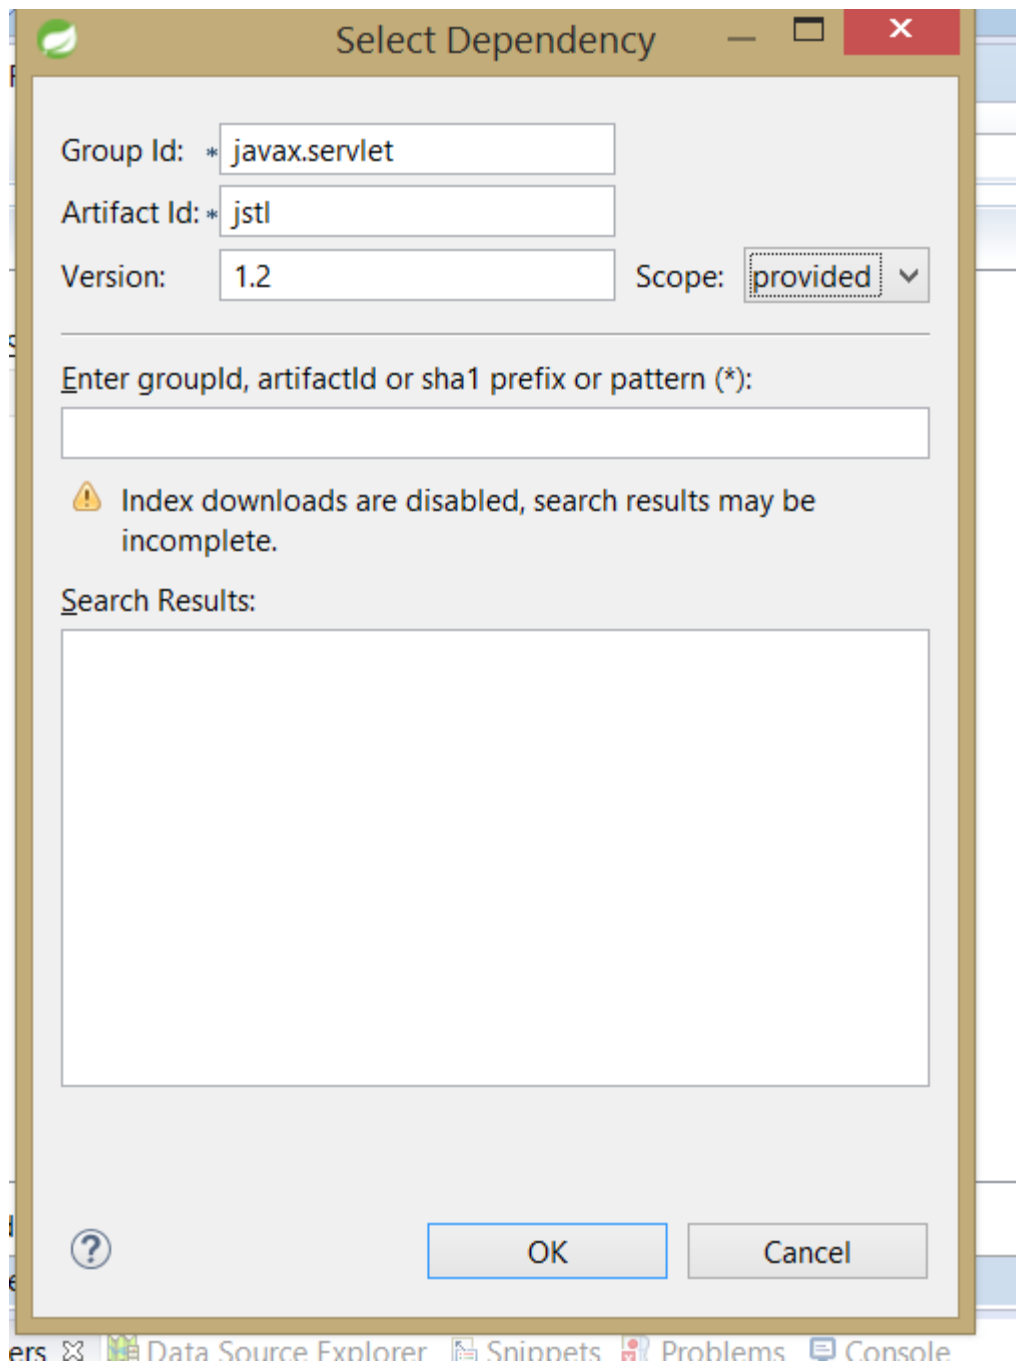 Select Dependency
Group Id: * javax.servlet
Artifact Id: * jstl
Version: 1.2 Scope: provided
Enter groupId, artifactId or sha1 prefix or pattern (*):
Index downloads are disabled, search results may be
incomplete.
Search Results:
OK Cancel
ers Data Source Explorer Snippets Problems Console